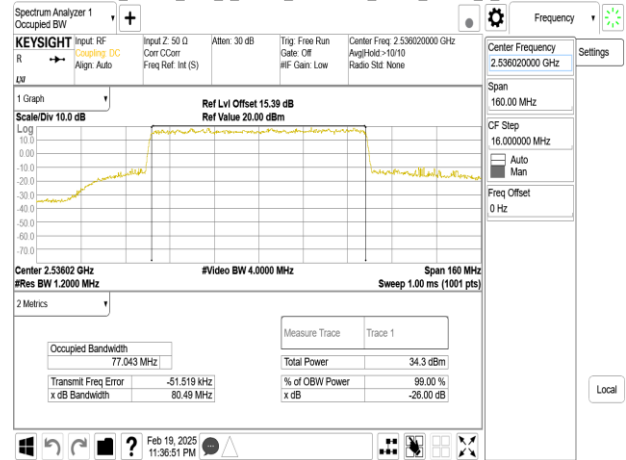 Spectrum Analyzer 1
Occupied BW
Frequency
KEYSIGHT
R
LXI
Input: RF
Coupling: DC
Align: Auto
Input Z: 50 Ω
Corr CCorr
Freq Ref: Int (S)
Atten: 30 dB
Trig: Free Run
Gate: Off
#IF Gain: Low
Center Freq: 2.536020000 GHz
Avg|Hold:>10/10
Radio Std: None
Center Frequency
2.536020000 GHz
Settings
Span
160.00 MHz
CF Step
16.000000 MHz
Auto
Man
Freq Offset
0 Hz
1 Graph
Scale/Div 10.0 dB
Ref Lvl Offset 15.39 dB
Ref Value 20.00 dBm
Log
10.0
0.00
-10.0
-20.0
-30.0
-40.0
-50.0
-60.0
-70.0
Center 2.53602 GHz
#Res BW 1.2000 MHz
#Video BW 4.0000 MHz
Span 160 MHz
Sweep 1.00 ms (1001 pts)
2 Metrics
Measure Trace Trace 1
Occupied Bandwidth
77.043 MHz
Total Power 34.3 dBm
Transmit Freq Error -51.519 kHz
% of OBW Power 99.00 %
x dB Bandwidth 80.49 MHz
x dB -26.00 dB
Local
?
Feb 19, 2025
11:36:51 PM